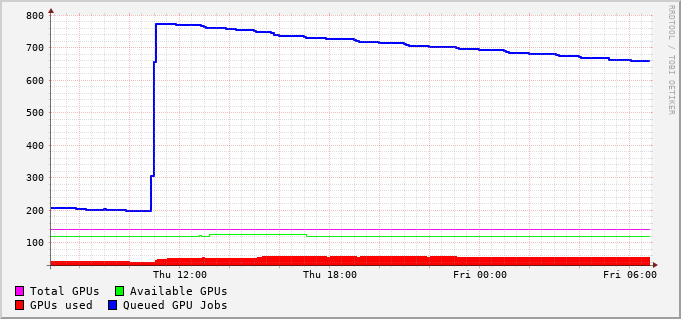 800
700
600
500
400
300
200
100
Thu 12:00 Thu 18:00 Fri 00:00 Fri 06:00
Total GPUs Available GPUs
GPUs used Queued GPU Jobs
RRDTOOL / TOBI OETIKER